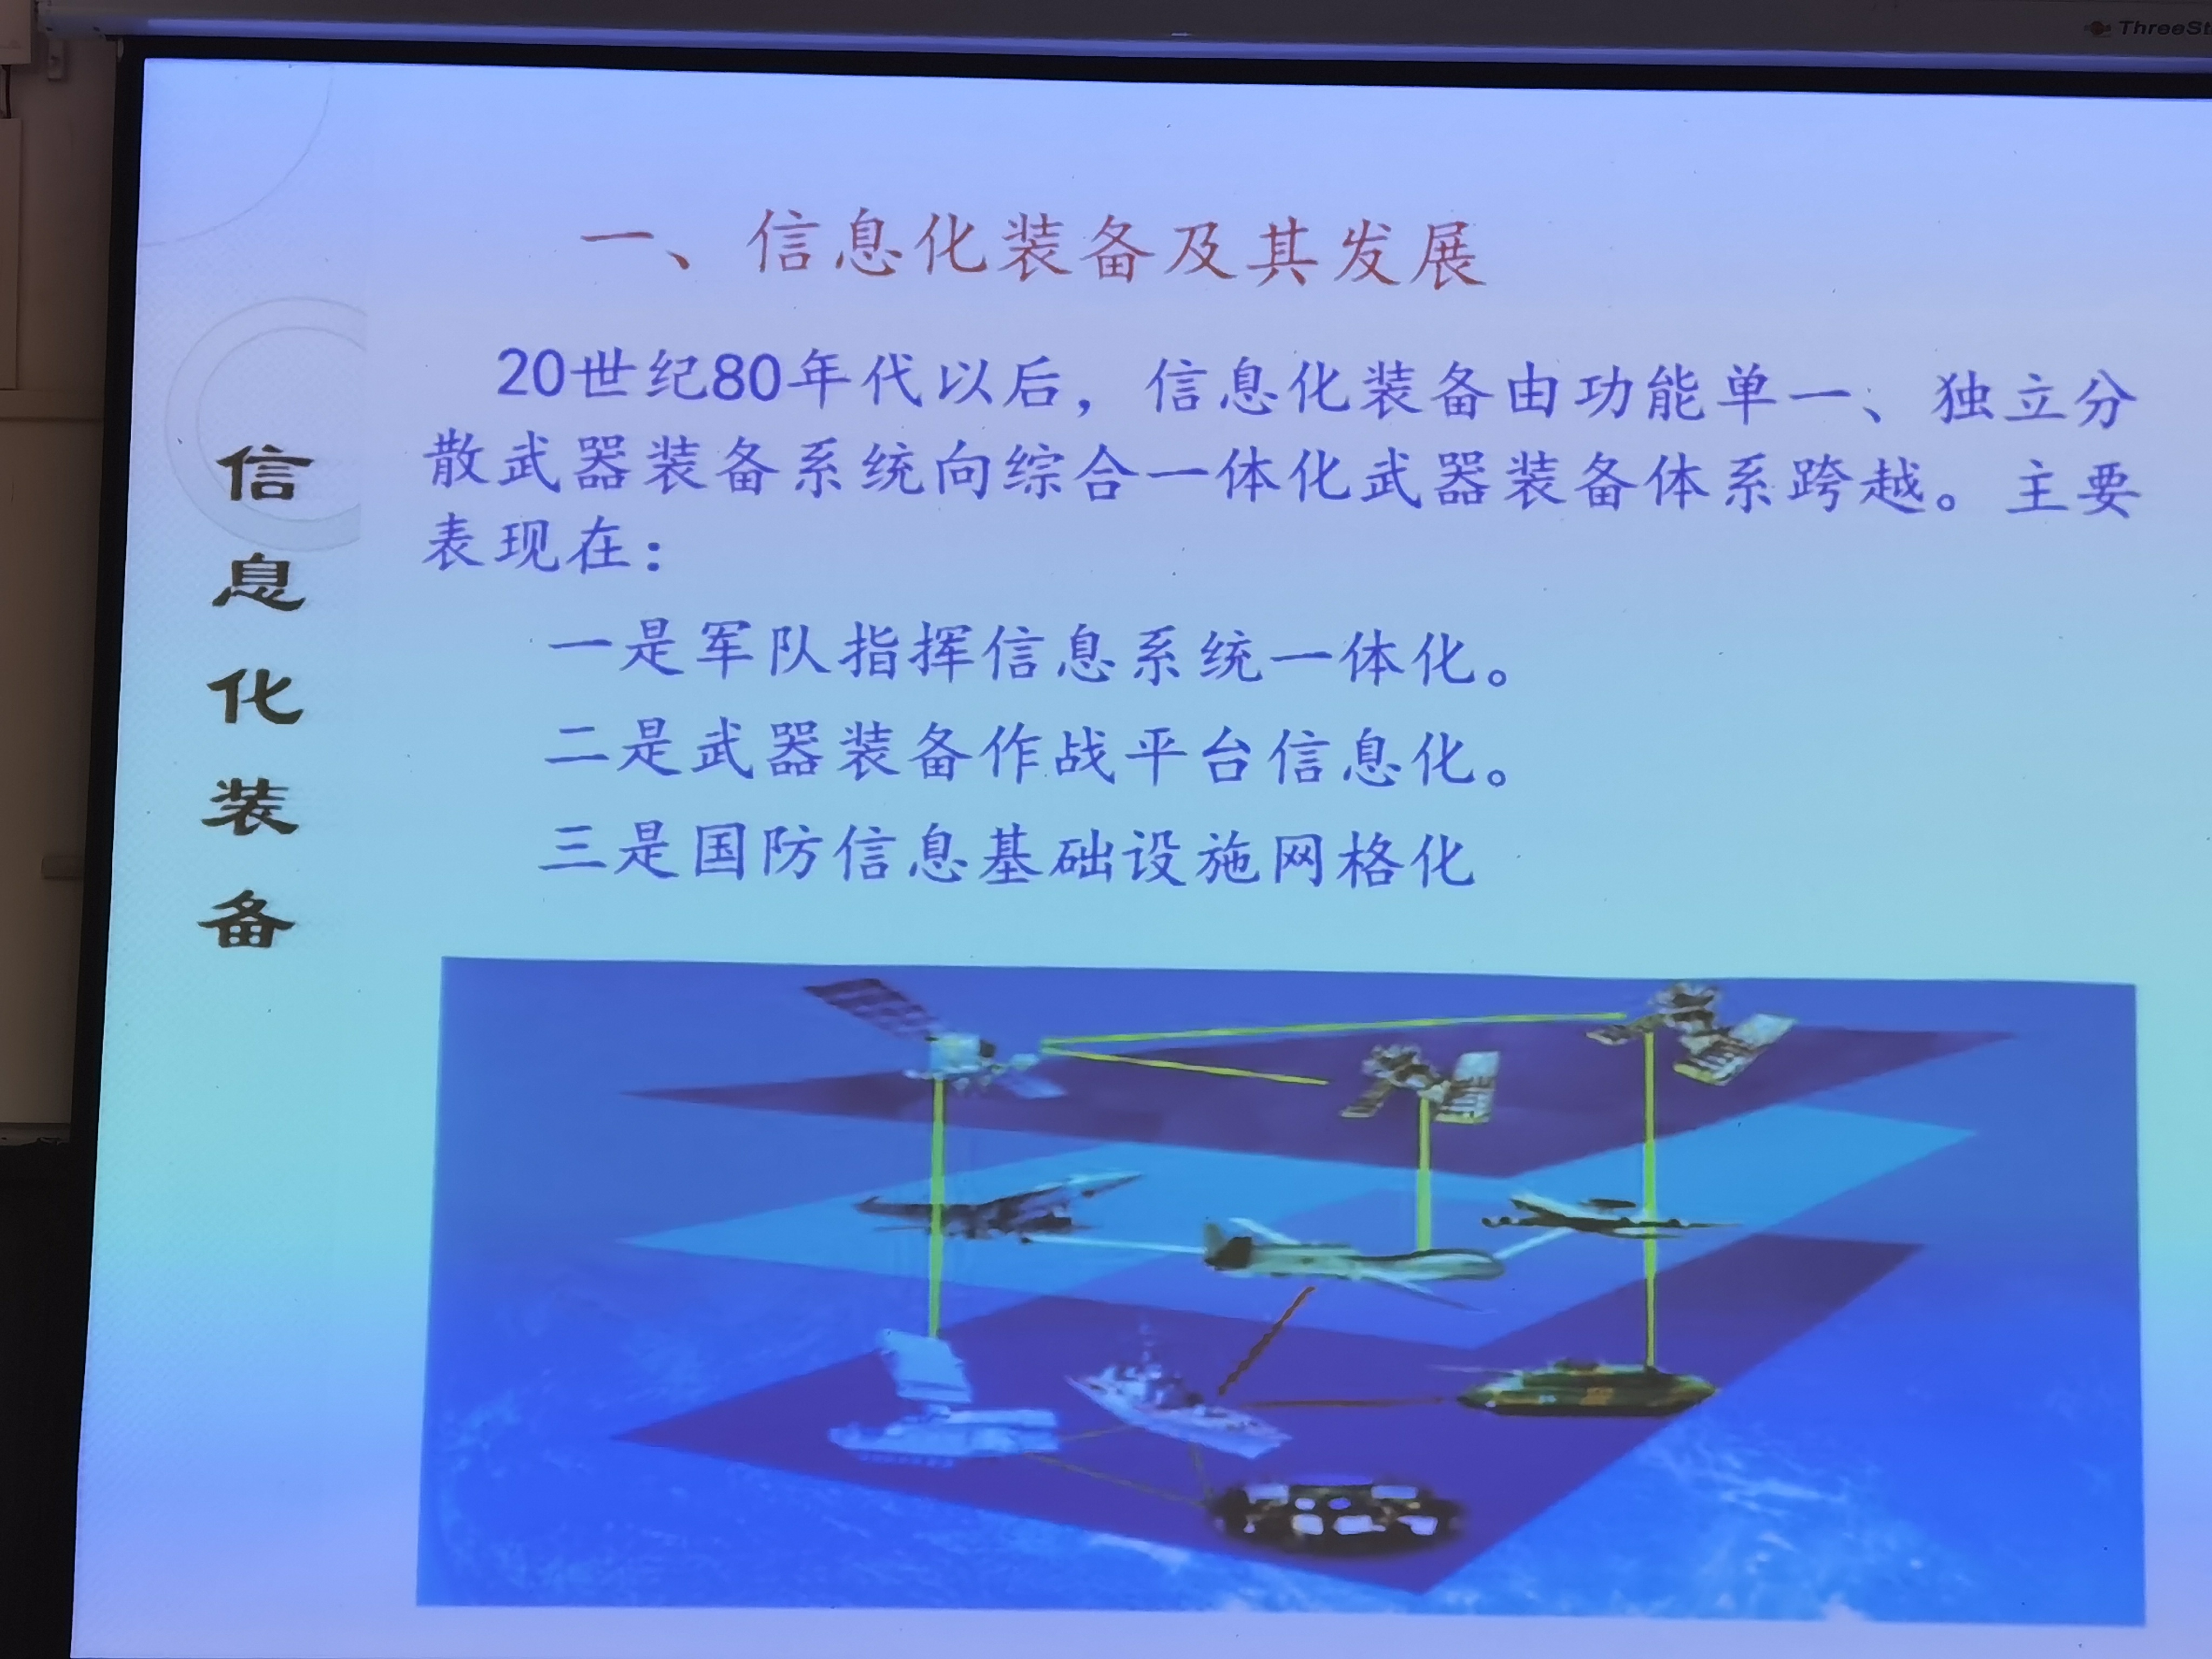 一、信息化装备及其发展
20世纪80年代以后，信息化装备由功能单一、独立分
散武器装备系统向综合一体化武器装备体系跨越。主要
表现在：
一是军队指挥信息系统一体化。
二是武器装备作战平台信息化。
三是国防信息基础设施网格化
信息化装备